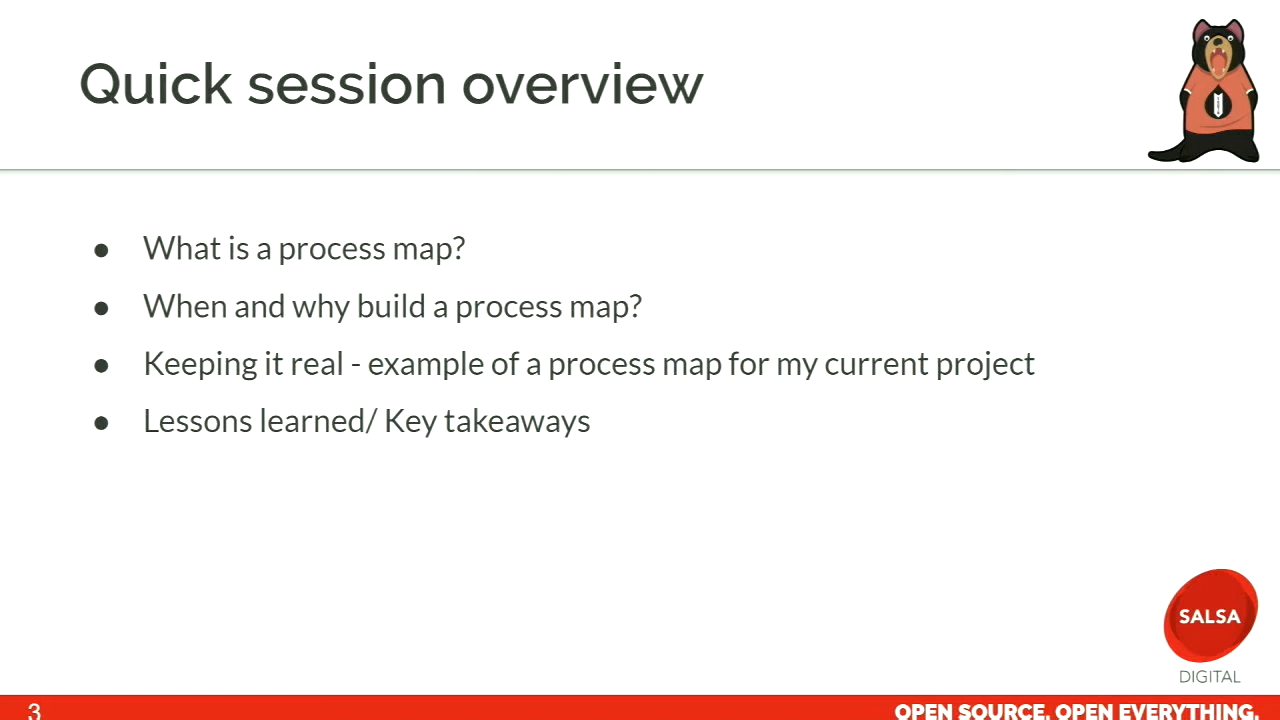 Quick session overview
● What is a process map?
● When and why build a process map?
● Keeping it real - example of a process map for my current project
● Lessons learned/ Key takeaways
SALSA
DIGITAL
3
OPEN SOURCE. OPEN EVERYTHING.